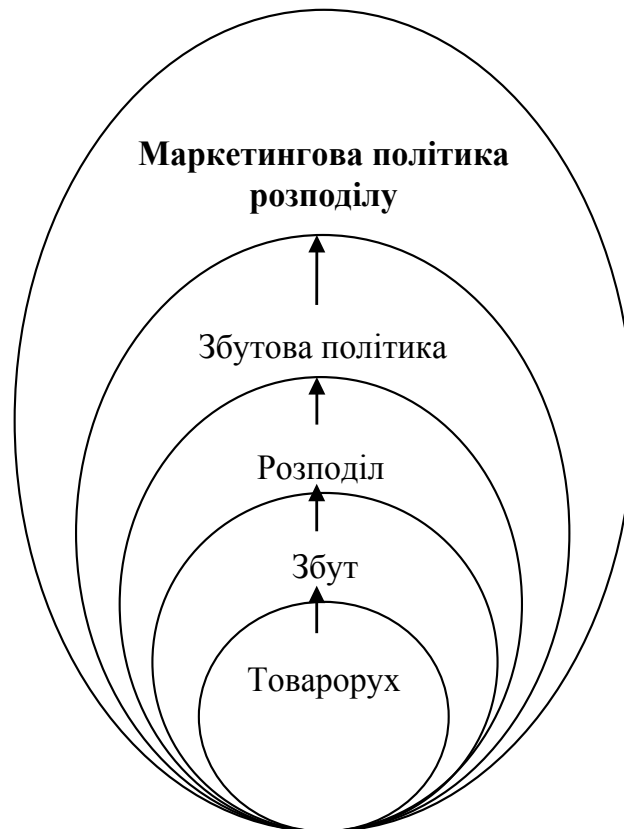 Маркетингова політика
розподілу
Збутова політика
Розподіл
Збут
Товарорух